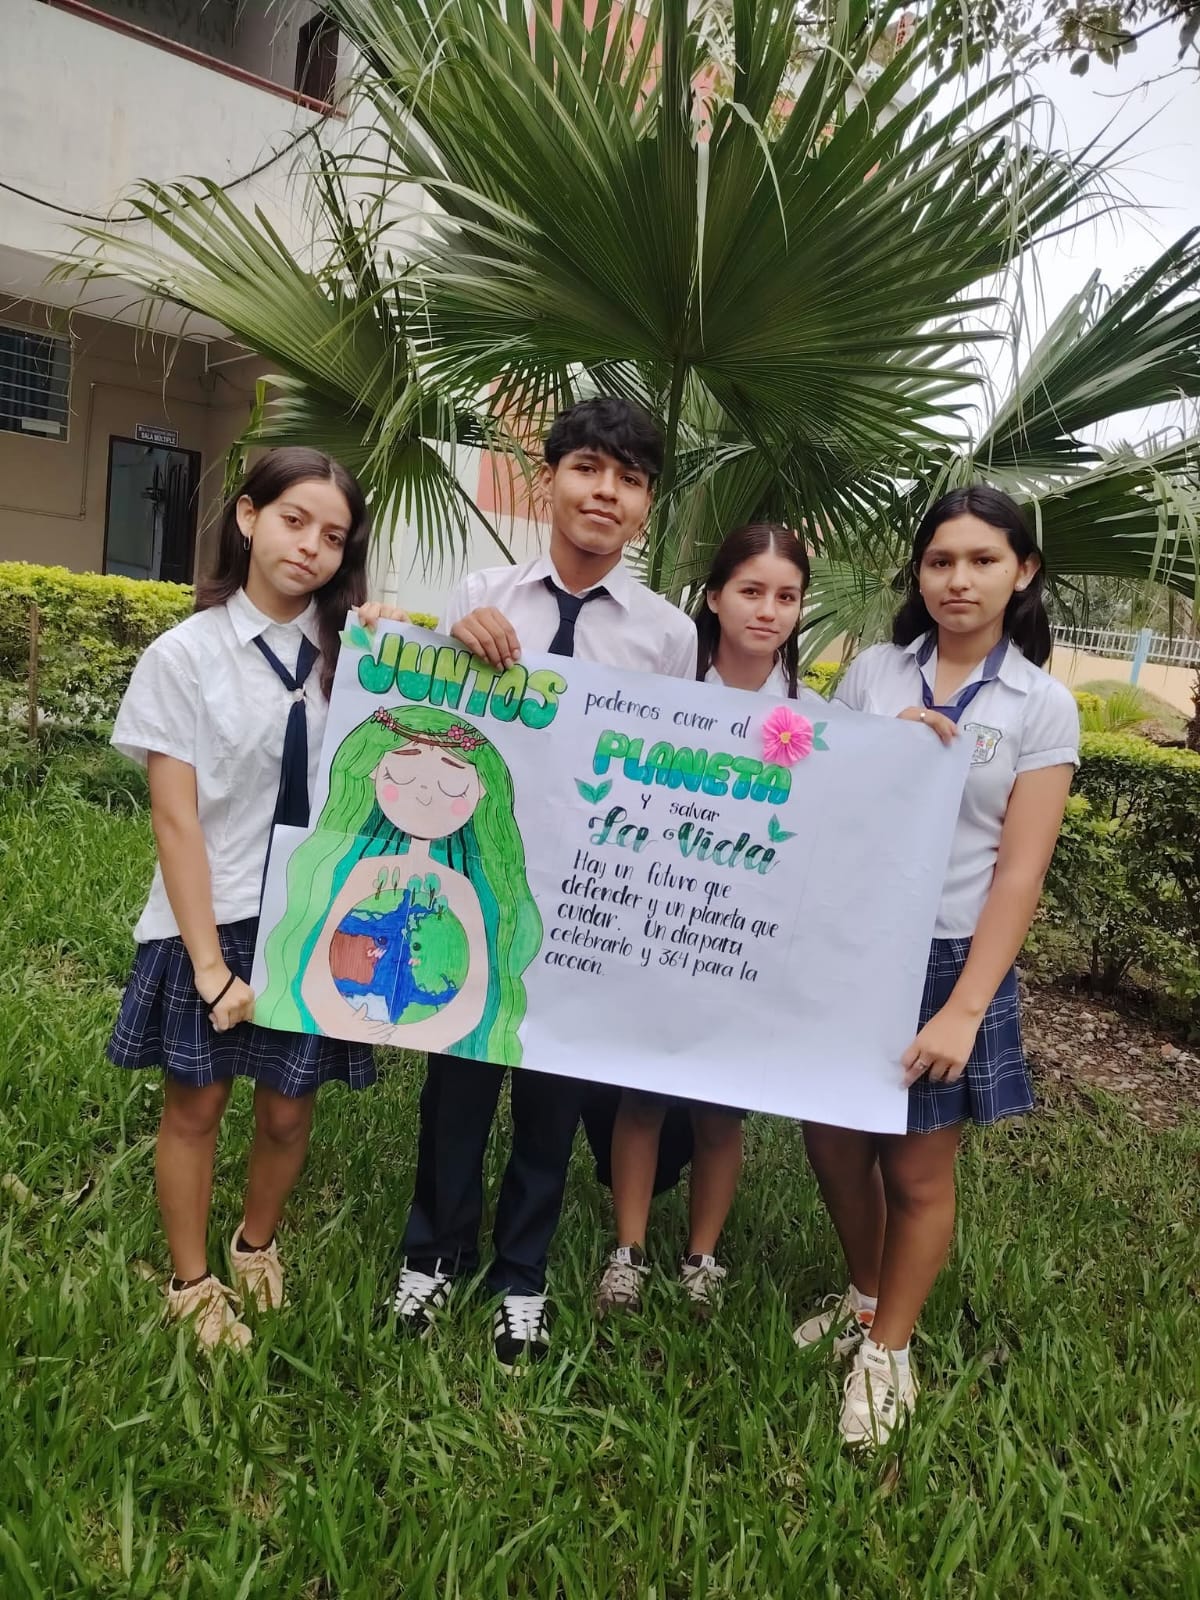 SALA MÚLTIPLE
JUNTOS
podemos curar al
PLANETA
Y salvar
La Vida
Hay un futuro que
defender y un planeta que
cuidar. Un día para
celebrarlo y 364 para la
acción.